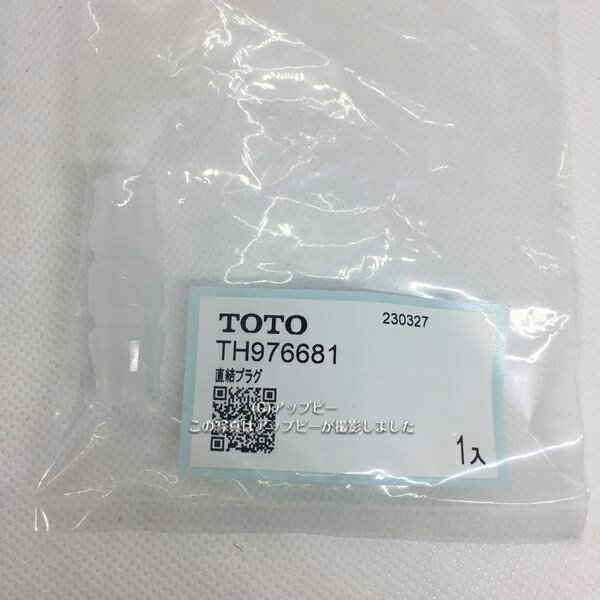 TOTO 230327
TH976681
直結プラグ
(C)アップビー
この写真はアップビーが撮影しました
1入